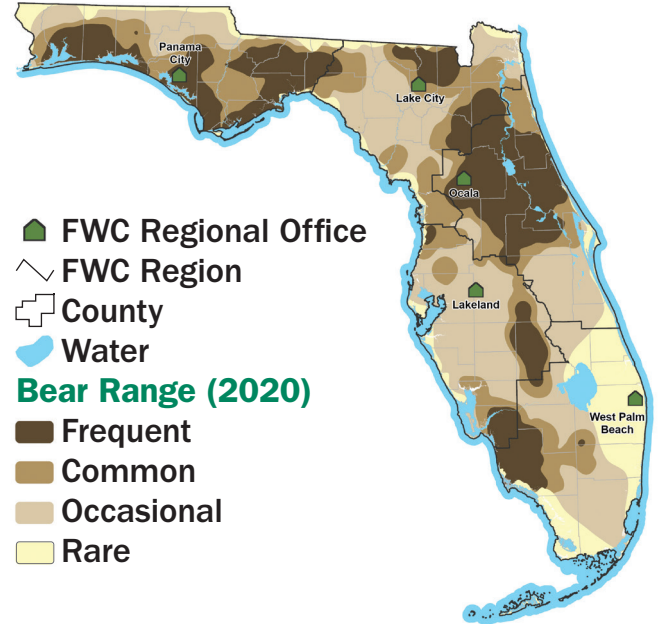 Panama
City
Lake City
Ocala
FWC Regional Office
FWC Region
County
Lakeland
Water
Bear Range (2020)
Frequent
West Palm
Beach
Common
Occasional
Rare